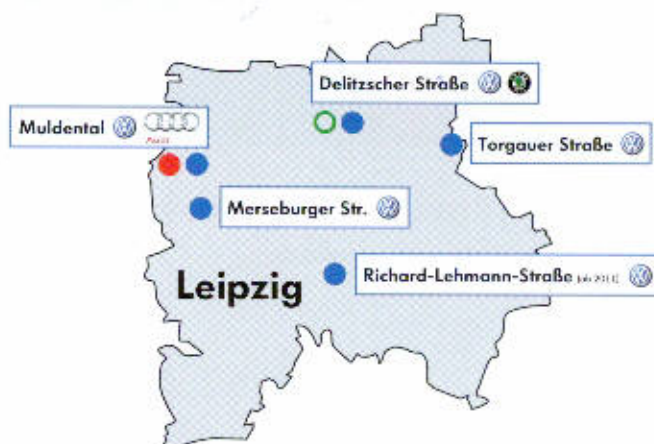 Delitzscher Straße
Muldental
Torgauer Straße
Merseburger Str.
Richard-Lehmann-Straße
Leipzig